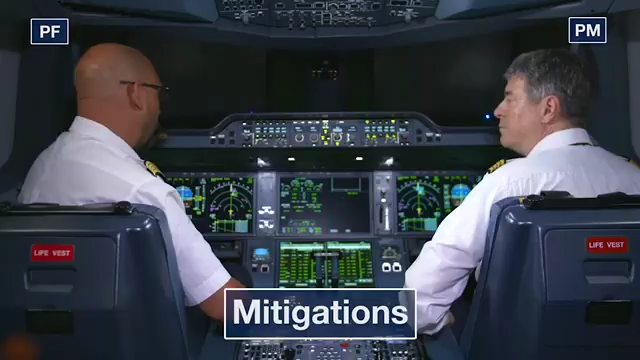 PF
PM
LIFE VEST
LIFE VEST
Mitigations